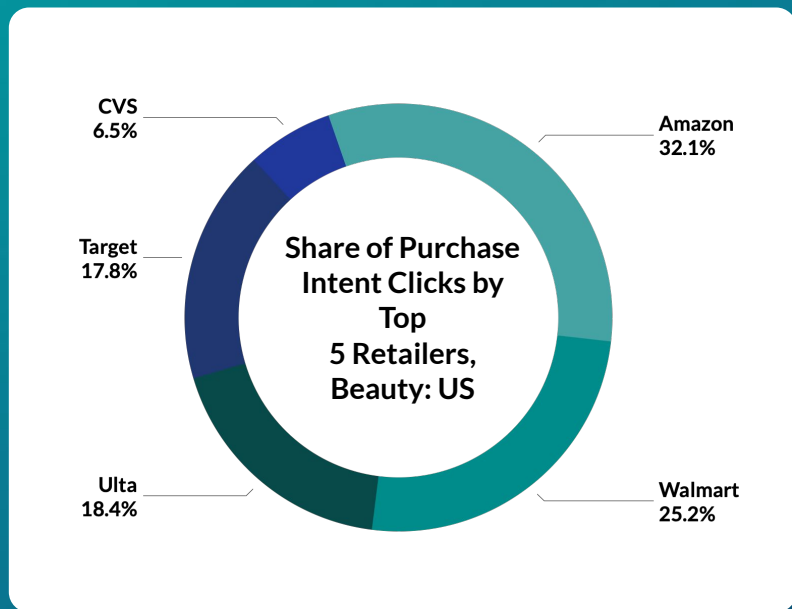 CVS
6.5%
Amazon
32.1%
Target
17.8%
Share of Purchase
Intent Clicks by
Top
5 Retailers,
Beauty: US
Ulta
18.4%
Walmart
25.2%